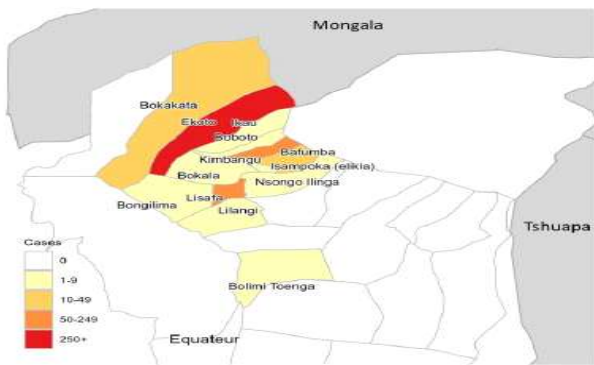 Mongala
Bokakata
Ekato
Ikau
Boboto
Kimbangu
Bafumba
Isampoka (elikia)
Bokala
Nsongo Ilinga
Bongilima
Lisafa
Lilangi
Tshuapa
Cases
0
1-9
10-49
50-249
250+
Bolimi Toenga
Equateur